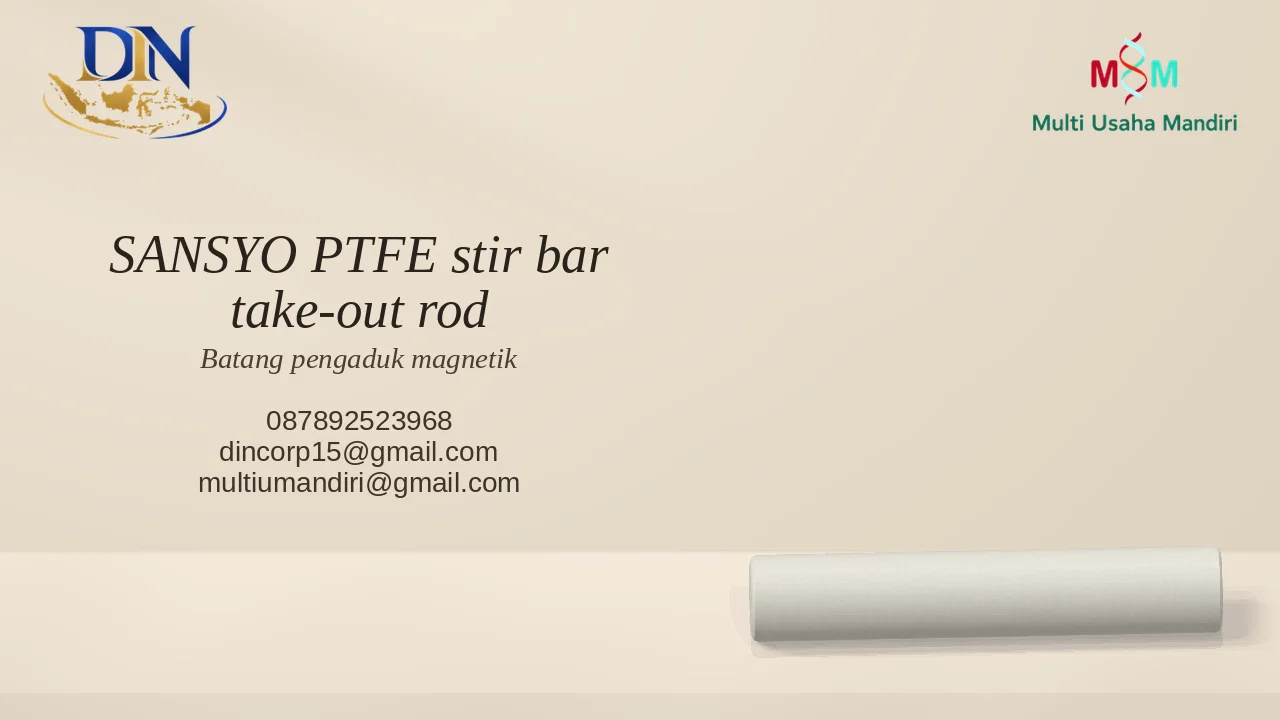 DIN
M M
Multi Usaha Mandiri
SANSYO PTFE stir bar
take-out rod
Batang pengaduk magnetik
087892523968
dincorp15@gmail.com
multiumandiri@gmail.com